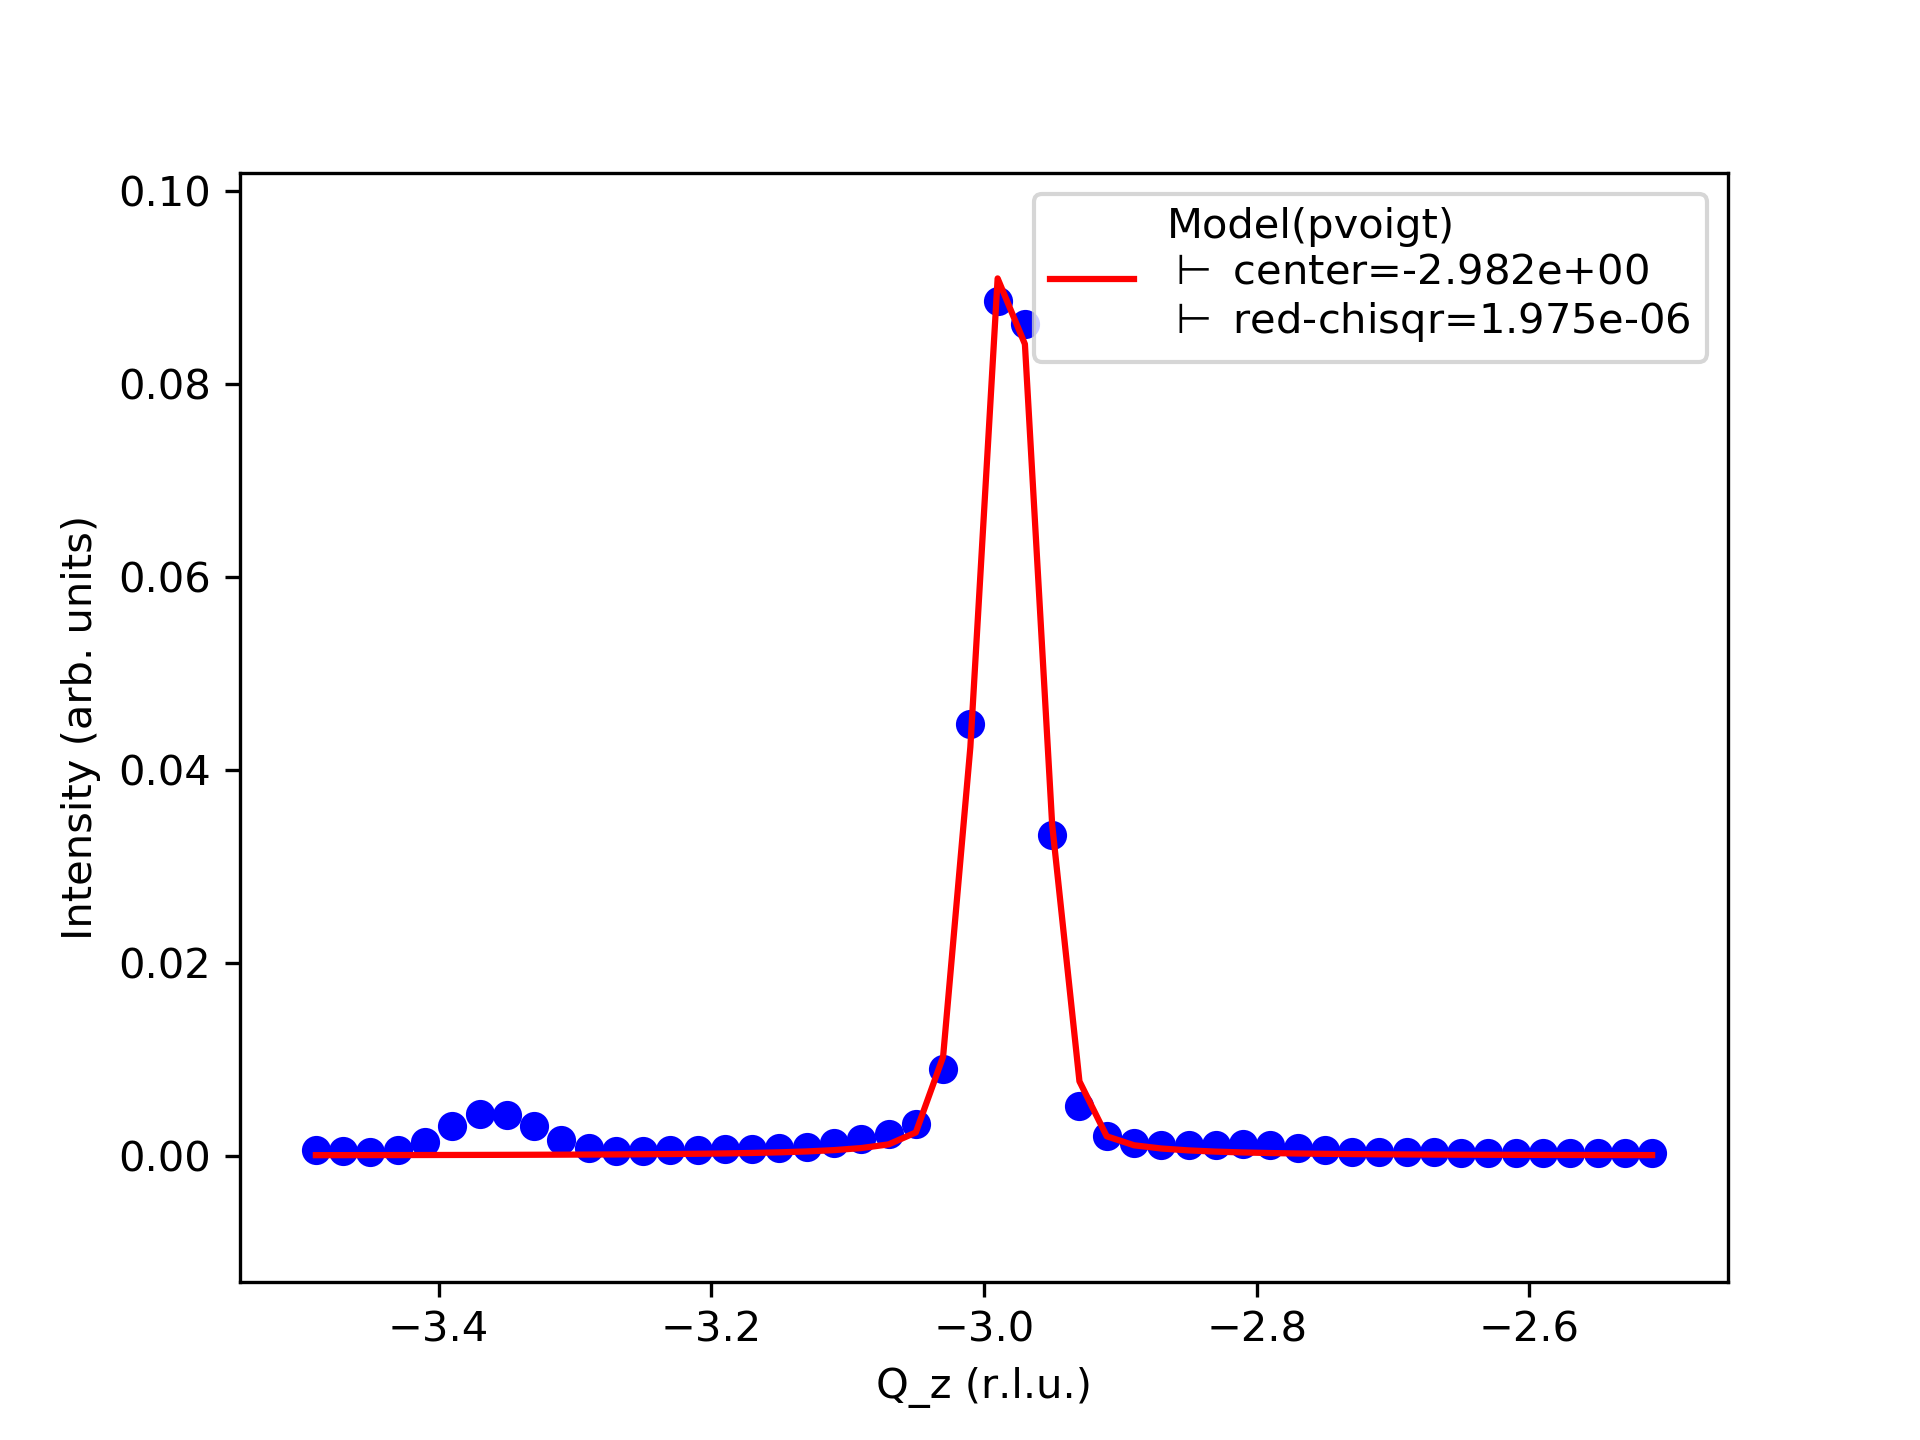 0.10
0.08
0.06
0.04
0.02
0.00
Intensity (arb. units)
Model(pvoigt)
⊢ center=-2.982e+00
⊢ red-chisqr=1.975e-06
−3.4 −3.2 −3.0 −2.8 −2.6
Q_z (r.l.u.)